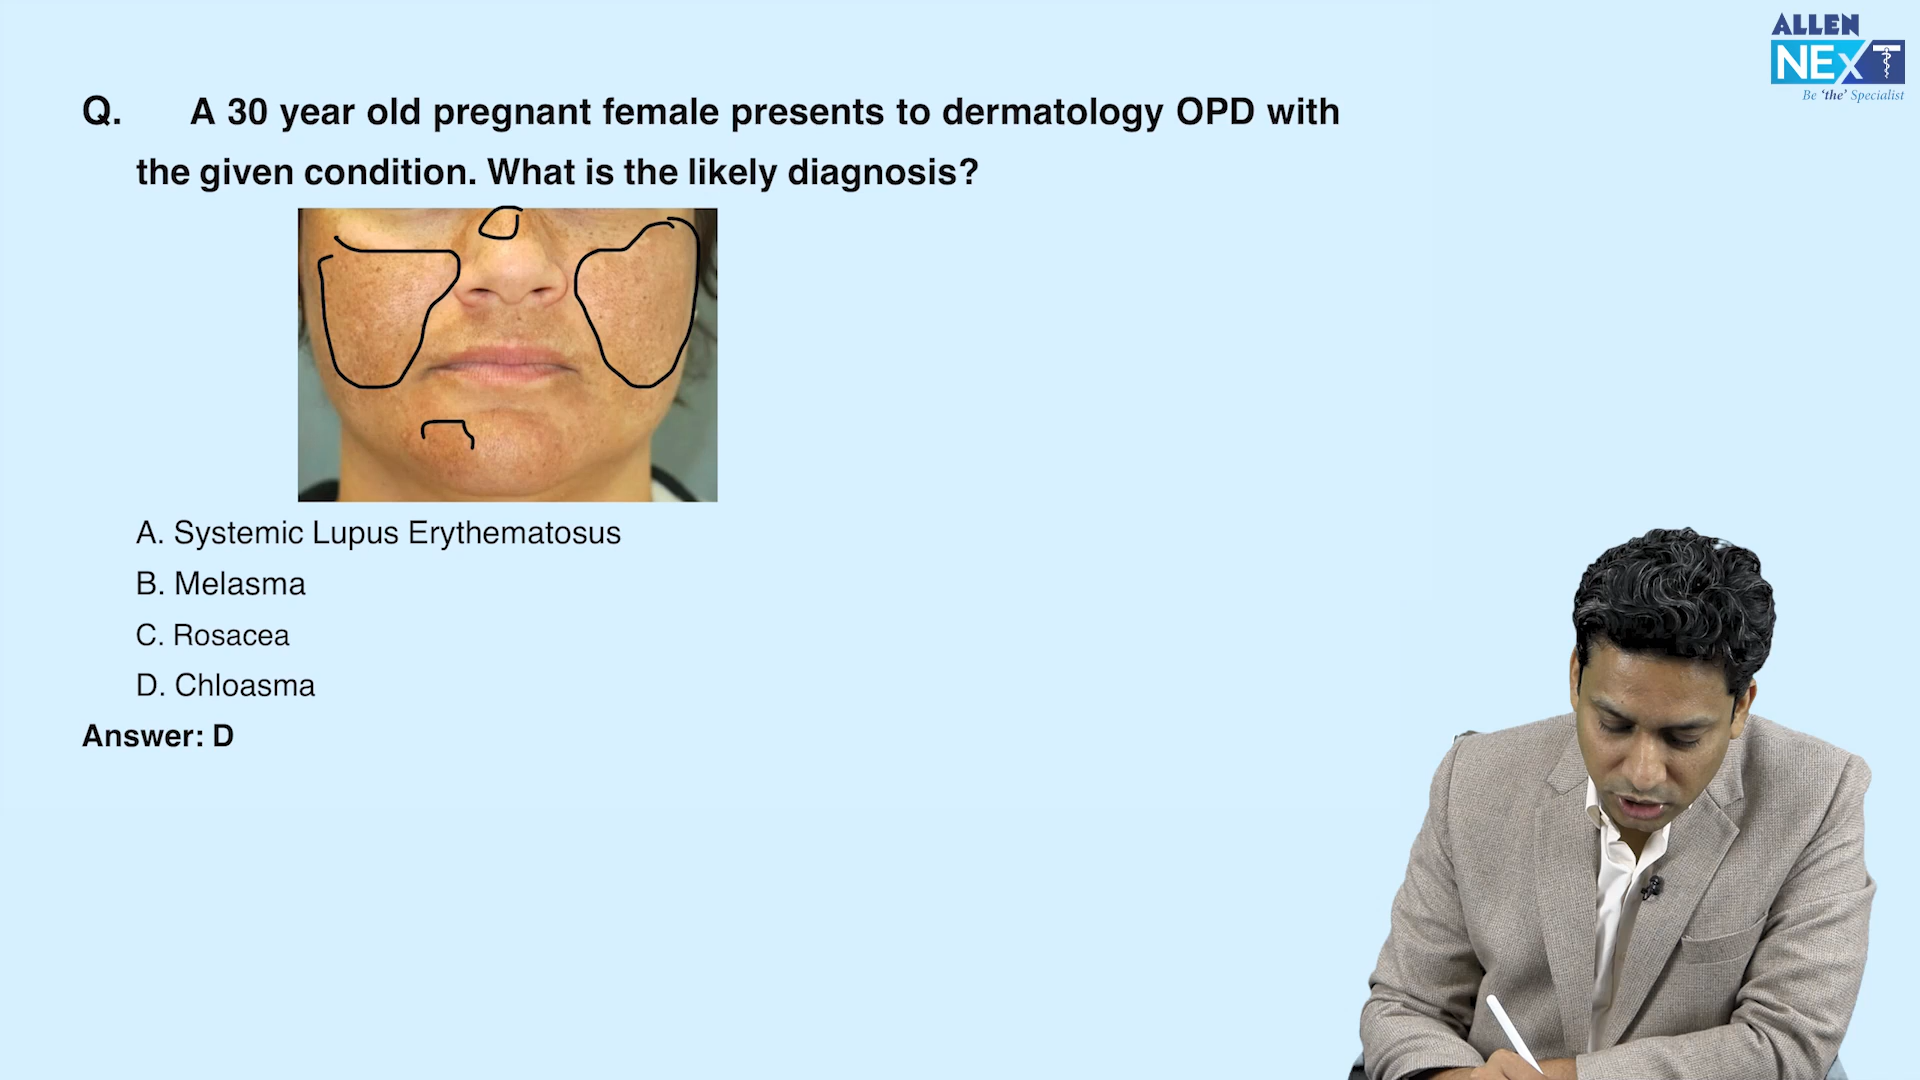 ALLEN
NEXT
Be 'the' Specialist
Q. A 30 year old pregnant female presents to dermatology OPD with
the given condition. What is the likely diagnosis?
A. Systemic Lupus Erythematosus
B. Melasma
C. Rosacea
D. Chloasma
Answer: D